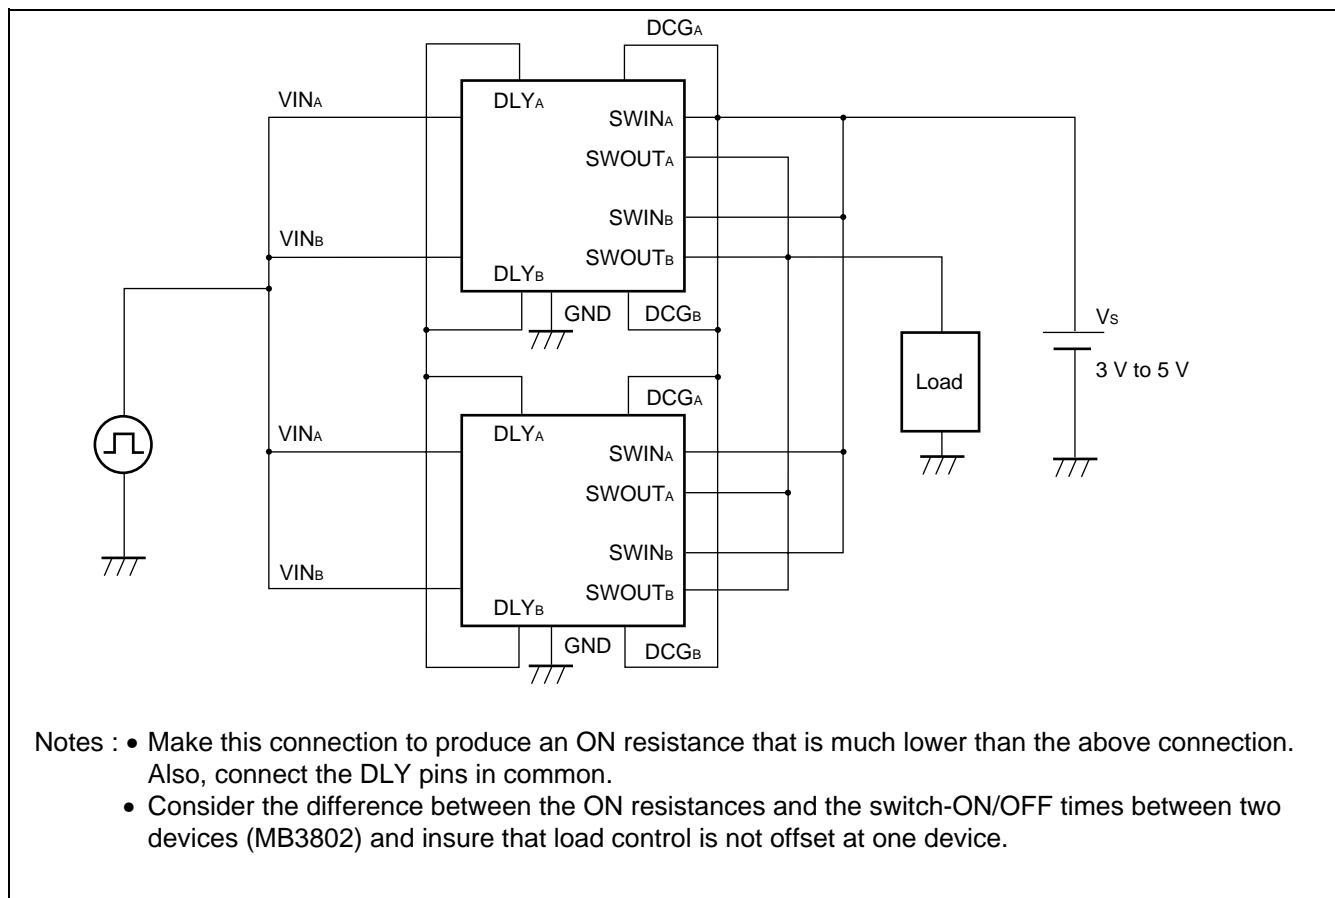 DCGA
VINA
DLYA
SWINA
SWOUTA
SWINB
VINB
SWOUTB
DLYB
GND
DCGB
VS
3 V to 5 V
Load
DCGA
VINA
DLYA
SWINA
SWOUTA
SWINB
VINB
SWOUTB
DLYB
GND
DCGB
Notes : • Make this connection to produce an ON resistance that is much lower than the above connection.
Also, connect the DLY pins in common.
• Consider the difference between the ON resistances and the switch-ON/OFF times between two
devices (MB3802) and insure that load control is not offset at one device.